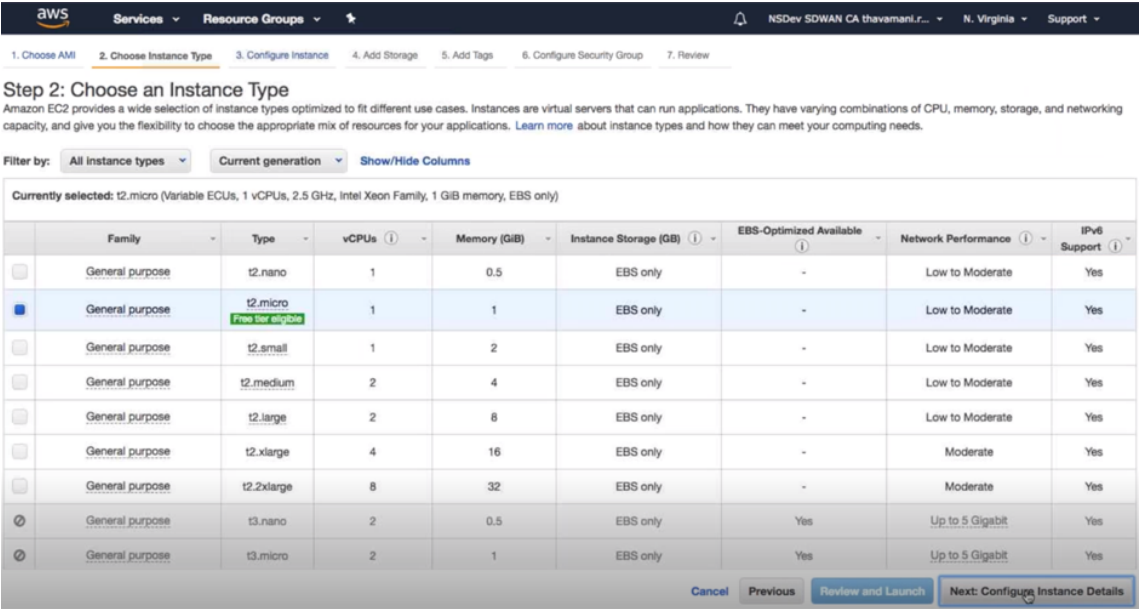 aws Services Resource Groups NSDev SDWAN CA thavamani.r... N. Virginia Support
1. Choose AMI 2. Choose Instance Type 3. Configure Instance 4. Add Storage 5. Add Tags 6. Configure Security Group 7. Review
Step 2: Choose an Instance Type
Amazon EC2 provides a wide selection of instance types optimized to fit different use cases. Instances are virtual servers that can run applications. They have varying combinations of CPU, memory, storage, and networking
capacity, and give you the flexibility to choose the appropriate mix of resources for your applications. Learn more about instance types and how they can meet your computing needs.
Filter by: All instance types Current generation Show/Hide Columns
Currently selected: t2.micro (Variable ECUs, 1 vCPUs, 2.5 GHz, Intel Xeon Family, 1 GiB memory, EBS only)
Family Type vCPUs Memory (GiB) Instance Storage (GB) EBS-Optimized Available Network Performance IPv6 Support
General purpose t2.nano 1 0.5 EBS only - Low to Moderate Yes
General purpose t2.micro 1 1 EBS only - Low to Moderate Yes
Free tier eligible
General purpose t2.small 1 2 EBS only - Low to Moderate Yes
General purpose t2.medium 2 4 EBS only - Low to Moderate Yes
General purpose t2.large 2 8 EBS only - Low to Moderate Yes
General purpose t2.xlarge 4 16 EBS only - Moderate Yes
General purpose t2.2xlarge 8 32 EBS only - Moderate Yes
General purpose t3.nano 2 0.5 EBS only Yes Up to 5 Gigabit Yes
General purpose t3.micro 2 1 EBS only Yes Up to 5 Gigabit Yes
Cancel Previous Review and Launch Next: Configure Instance Details